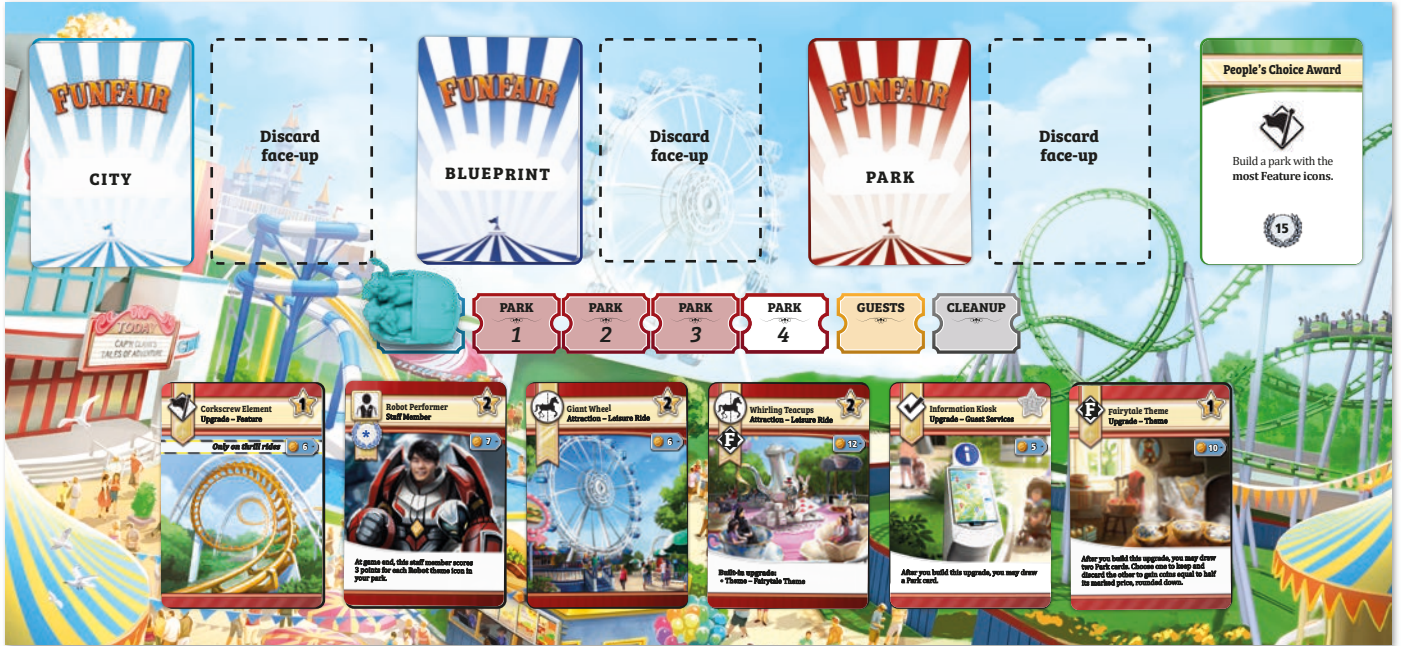 FUNFAIR
CITY
Discard
face-up
FUNFAIR
BLUEPRINT
Discard
face-up
FUNFAIR
PARK
Discard
face-up
People's Choice Award
Build a park with the
most Feature icons.
15
PARK
1
PARK
2
PARK
3
PARK
4
GUESTS
CLEANUP
TODAY
CAP'N CLAW'S
TALES OF ADVENTURE
Corkscrew Element
Upgrade – Feature
1
Only on thrill rides
6
Robot Performer
Staff Member
2
*
7
At game end, this staff member scores
3 points for each Robot theme icon in
your park.
Giant Wheel
Attraction – Leisure Ride
2
6
Whirling Teacups
Attraction – Leisure Ride
2
F
12
Built-in upgrade:
• Theme – Fairytale Theme
Information Kiosk
Upgrade – Guest Services
5
i
After you build this upgrade, you may draw
a Park card.
F
Fairytale Theme
Upgrade – Theme
1
10
After you build this upgrade, you may draw
two Park cards. Choose one to keep and
discard the other to gain coins equal to half
its marked price, rounded down.